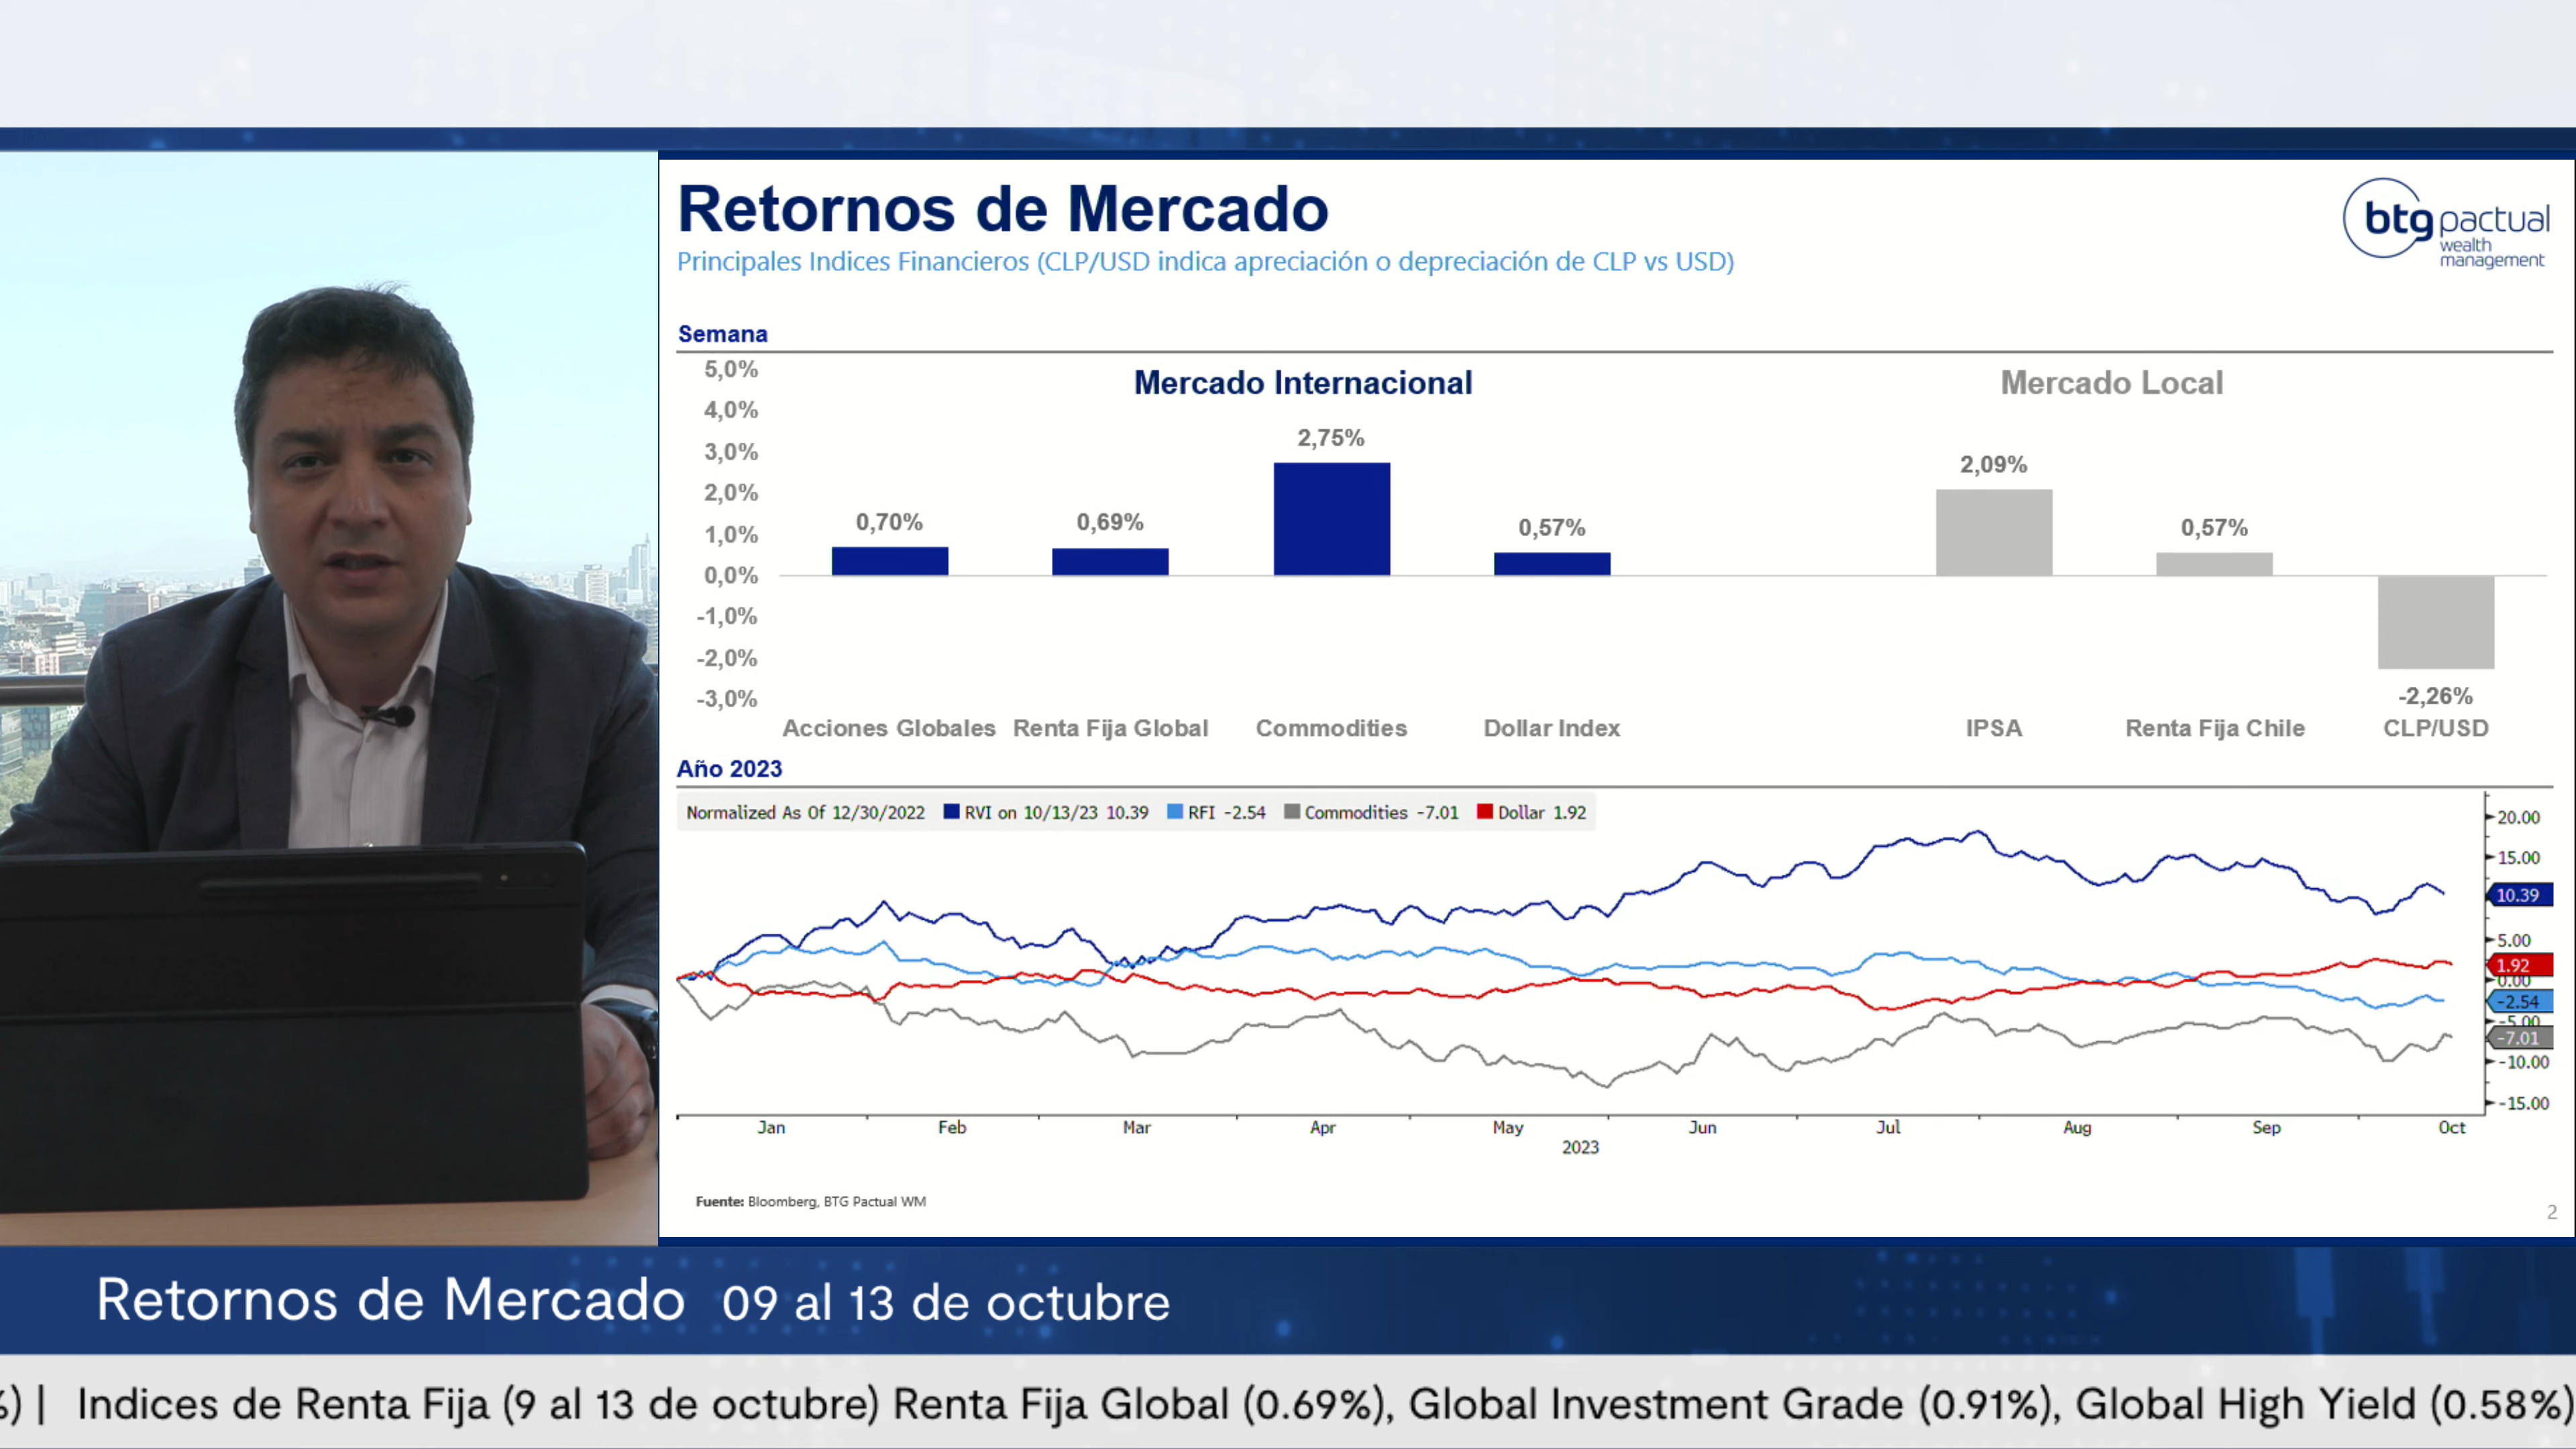 Retornos de Mercado
Principales Indices Financieros (CLP/USD indica apreciación o depreciación de CLP vs USD)
btg pactual
wealth
management
Semana
Mercado Internacional
Mercado Local
5,0%
4,0%
3,0%
2,0%
1,0%
0,0%
-1,0%
-2,0%
-3,0%
0,70%
0,69%
2,75%
0,57%
2,09%
0,57%
-2,26%
Acciones Globales Renta Fija Global Commodities Dollar Index IPSA Renta Fija Chile CLP/USD
Año 2023
Normalized As Of 12/30/2022 RVI on 10/13/23 10.39 RFI -2.54 Commodities -7.01 Dollar 1.92
20.00
15.00
10.39
5.00
1.92
0.00
-2.54
-5.00
-7.01
-10.00
-15.00
Jan Feb Mar Apr May Jun Jul Aug Sep Oct
2023
Fuente: Bloomberg, BTG Pactual WM
2
Retornos de Mercado 09 al 13 de octubre
%) | Indices de Renta Fija (9 al 13 de octubre) Renta Fija Global (0.69%), Global Investment Grade (0.91%), Global High Yield (0.58%)